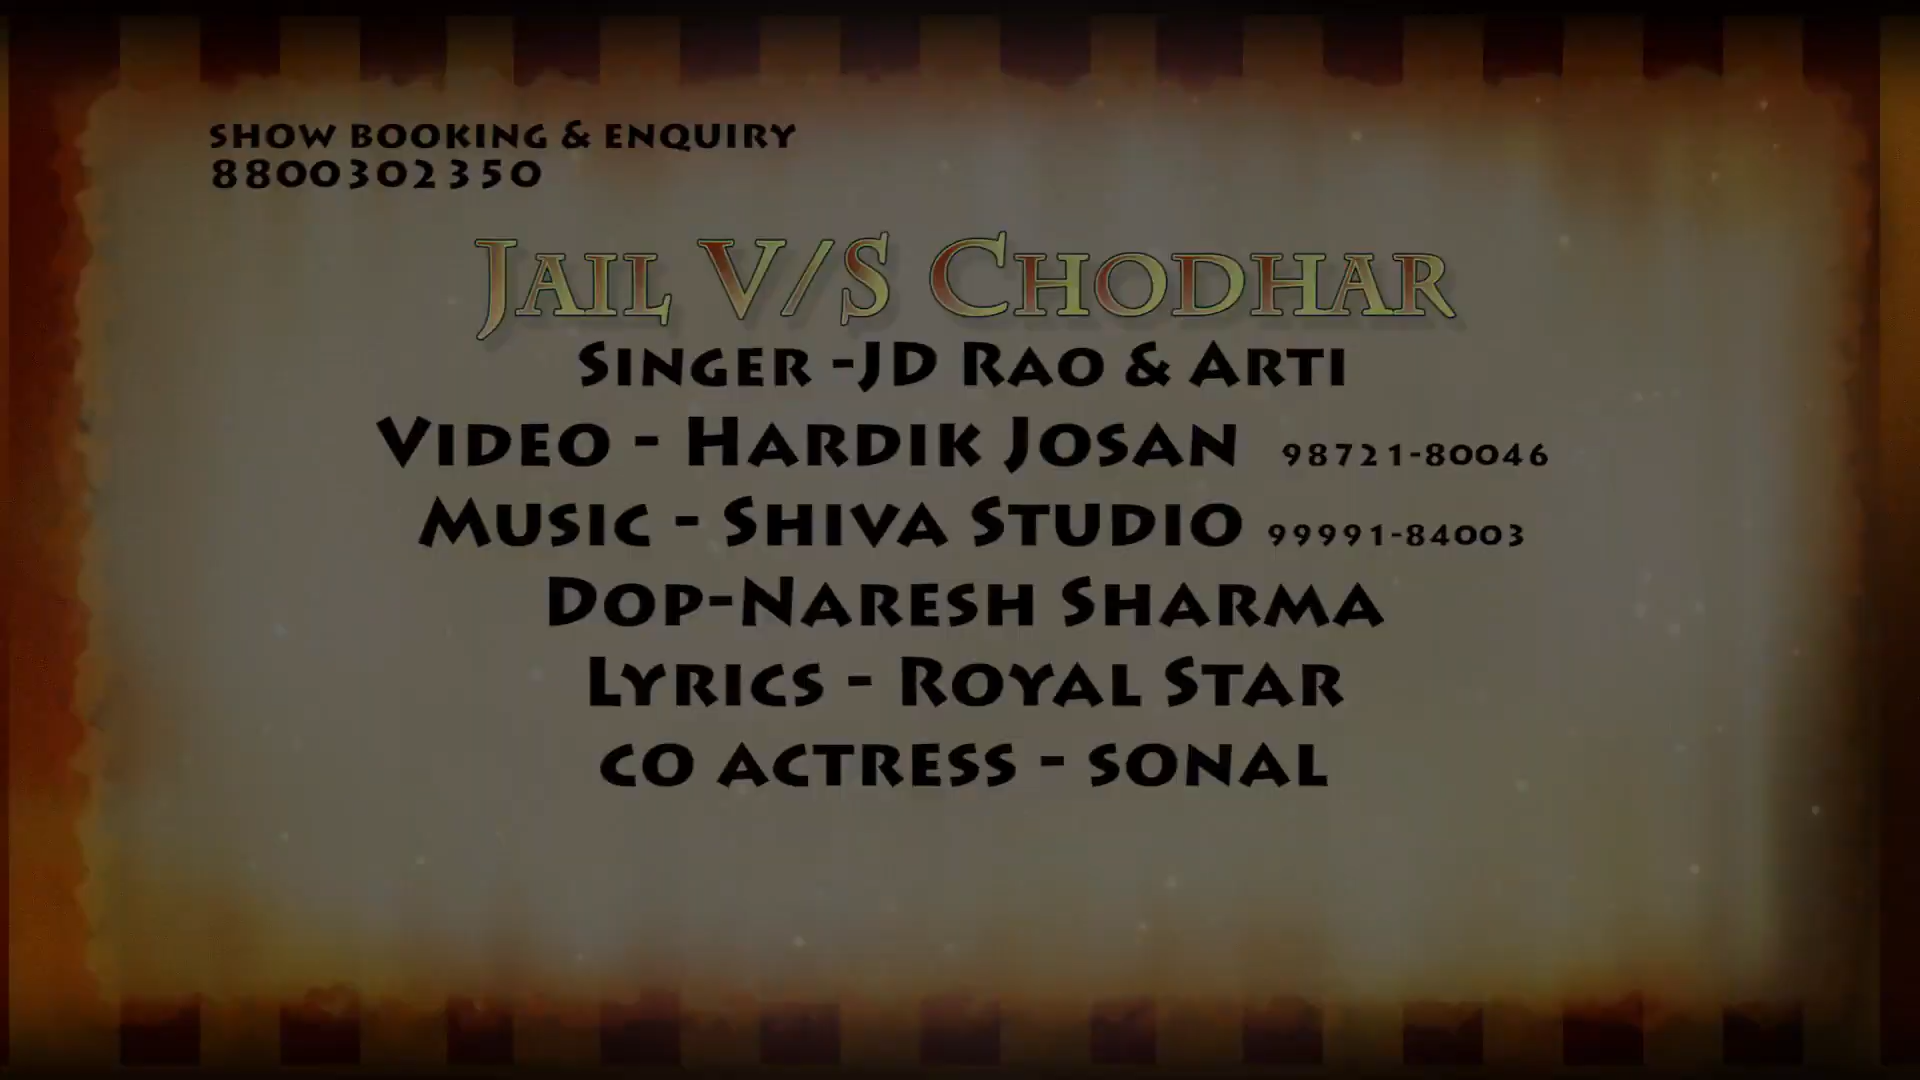 SHOW BOOKING & ENQUIRY
8800302350
JAIL V/S CHODHAR
SINGER -JD RAO & ARTI
VIDEO - HARDIK JOSAN 98721-80046
MUSIC - SHIVA STUDIO 99991-84003
DOP-NARESH SHARMA
LYRICS - ROYAL STAR
CO ACTRESS - SONAL